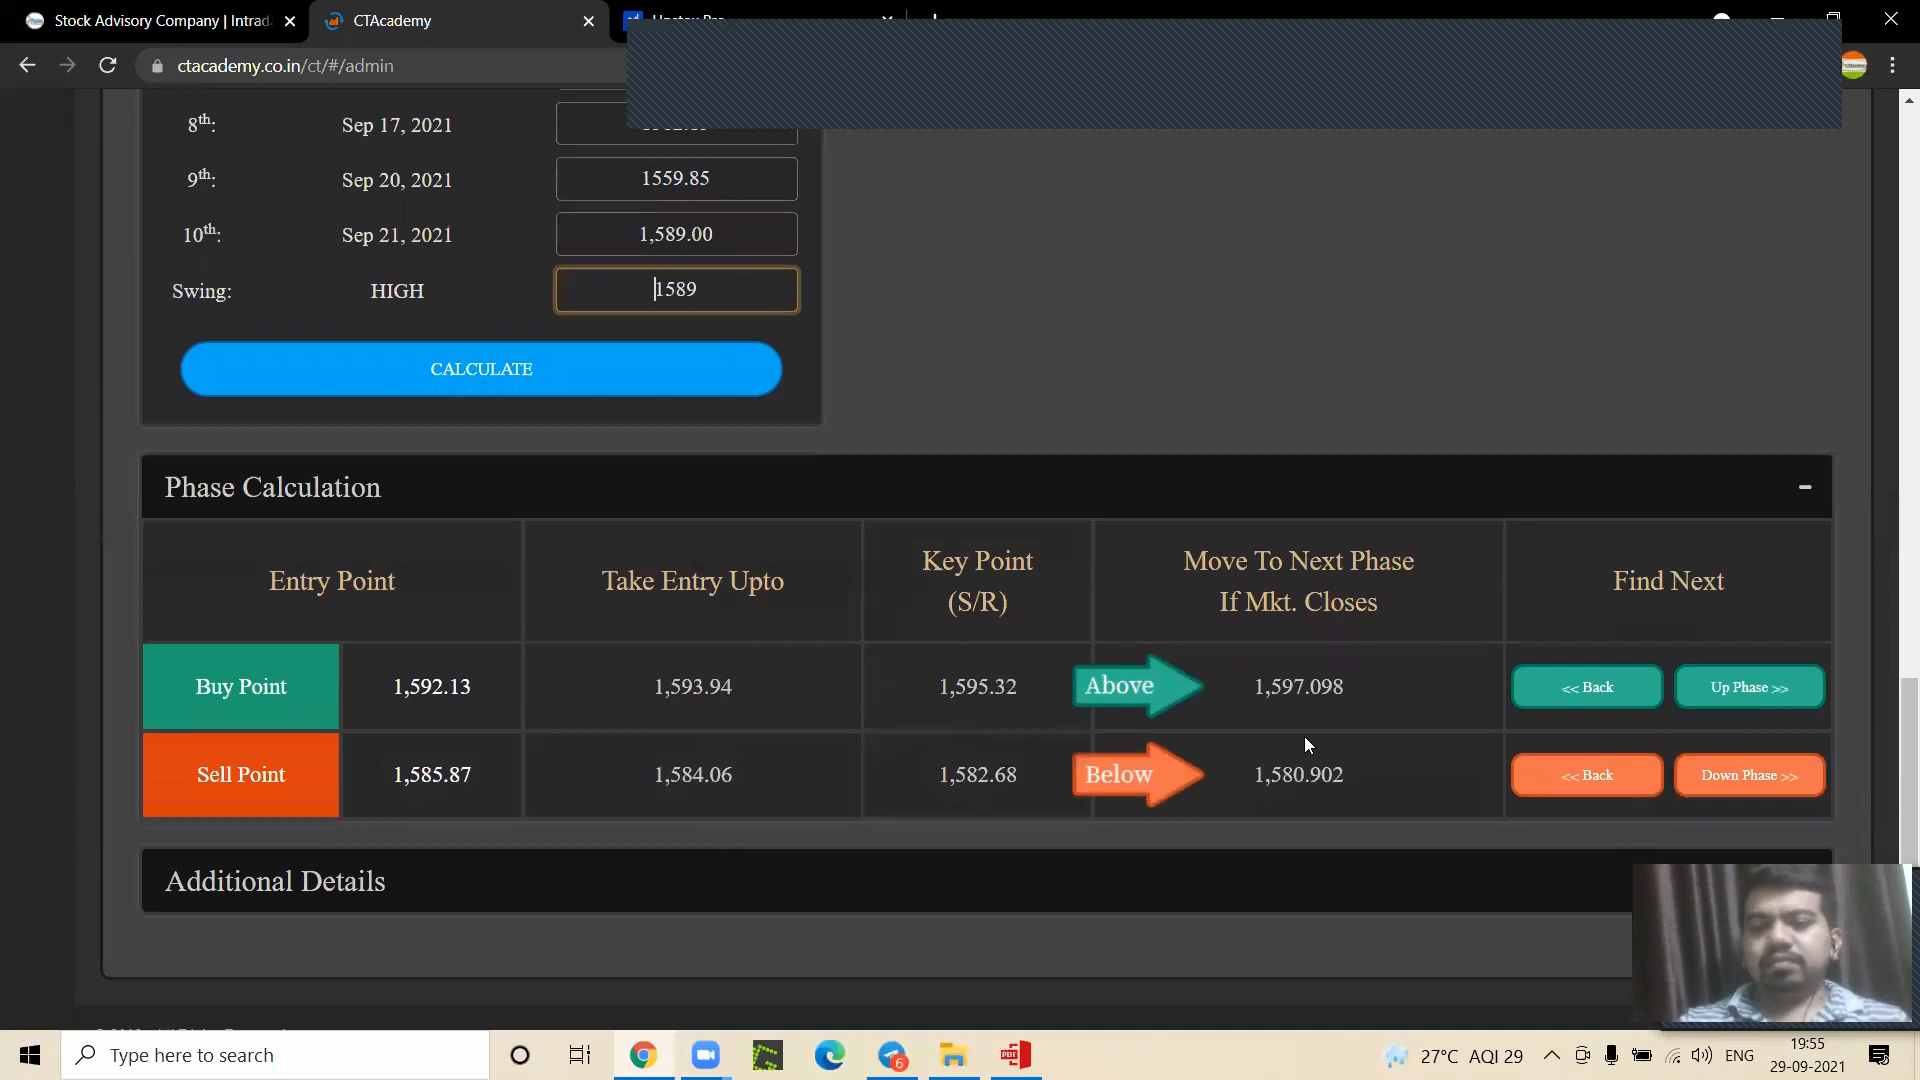 Stock Advisory Company | Intrad
CTAcademy
ctacademy.co.in/ct/#/admin
8th:
Sep 17, 2021
9th:
Sep 20, 2021
1559.85
10th:
Sep 21, 2021
1,589.00
Swing:
HIGH
1589
CALCULATE
Phase Calculation
Entry Point
Take Entry Upto
Key Point
(S/R)
Move To Next Phase
If Mkt. Closes
Find Next
Buy Point
1,592.13
1,593.94
1,595.32
Above
1,597.098
<< Back
Up Phase >>
Sell Point
1,585.87
1,584.06
1,582.68
Below
1,580.902
<< Back
Down Phase >>
Additional Details
Type here to search
6
PDF
27°C AQI 29
ENG
19:55
29-09-2021